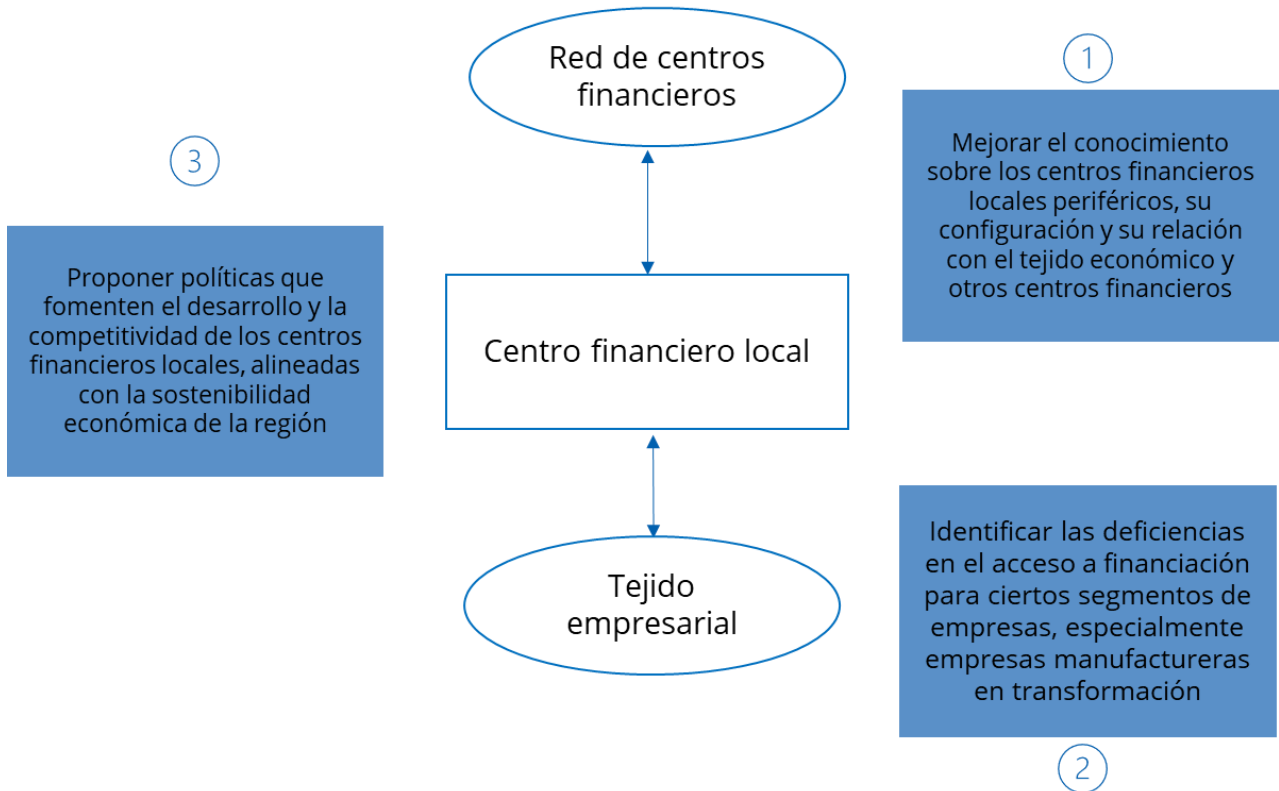 Red de centros
financieros
1
Mejorar el conocimiento
sobre los centros financieros
locales periféricos, su
configuración y su relación
con el tejido económico y
otros centros financieros
3
Proponer políticas que
fomenten el desarrollo y la
competitividad de los centros
financieros locales, alineadas
con la sostenibilidad
económica de la región
Centro financiero local
Tejido
empresarial
Identificar las deficiencias
en el acceso a financiación
para ciertos segmentos de
empresas, especialmente
empresas manufactureras
en transformación
2